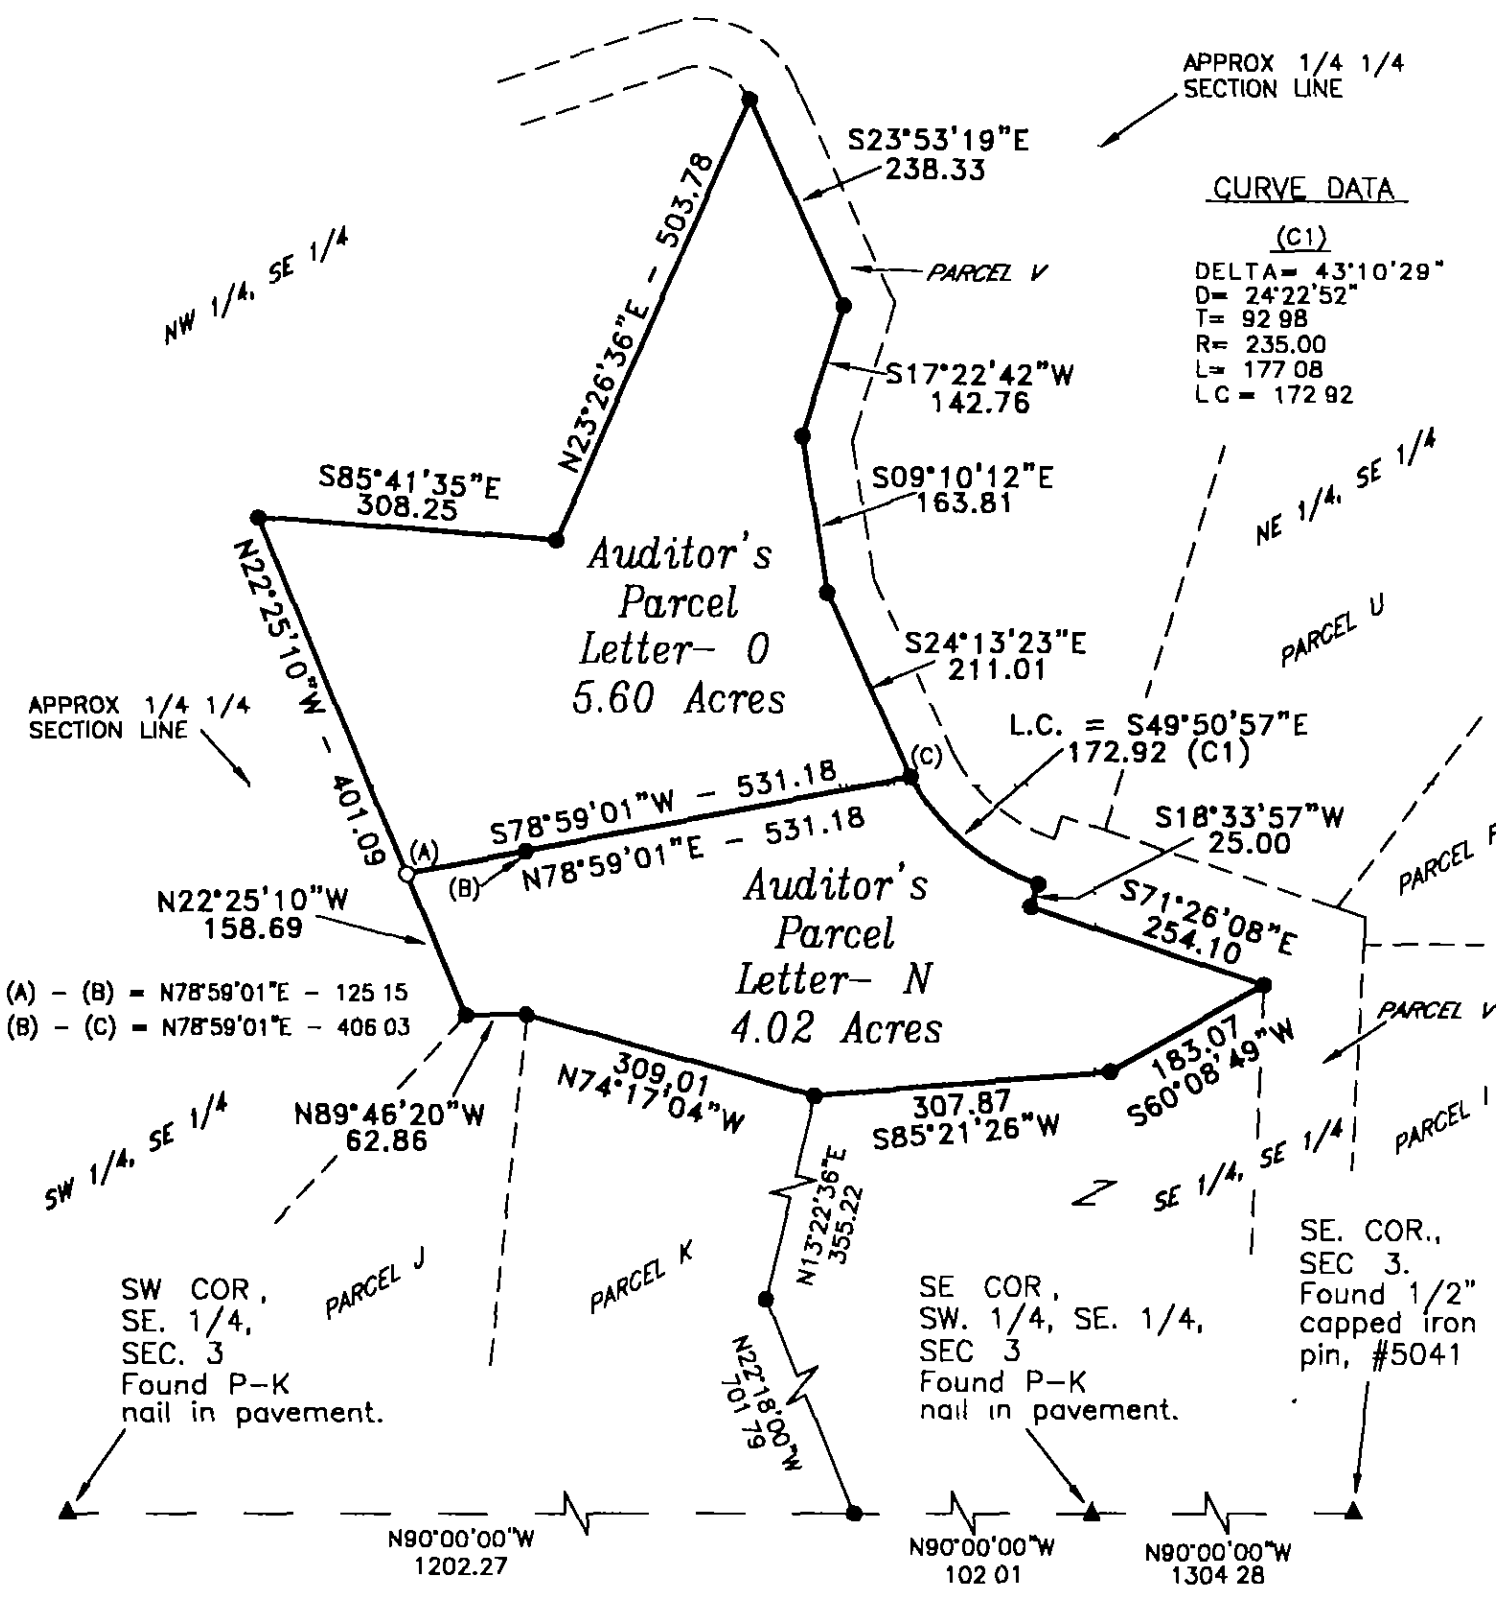 APPROX 1/4 1/4
SECTION LINE
S23°53'19"E
238.33
CURVE DATA
(C1)
DELTA= 43°10'29"
D= 24°22'52"
T= 92 98
R= 235.00
L= 177 08
LC= 172 92
NW 1/4, SE 1/4
N23°26'36"E - 503.78
PARCEL V
S17°22'42"W
142.76
S85°41'35"E
308.25
S09°10'12"E
163.81
NE 1/4, SE 1/4
Auditor's
Parcel
Letter- O
5.60 Acres
N22°25'10"W - 401.09
PARCEL U
S24°13'23"E
211.01
APPROX 1/4 1/4
SECTION LINE
L.C. = S49°50'57"E
172.92 (C1)
(C)
S78°59'01"W - 531.18
N78°59'01"E - 531.18
(A)
(B)
S18°33'57"W
25.00
PARCEL
N22°25'10"W
158.69
Auditor's
Parcel
Letter- N
4.02 Acres
S71°26'08"E
254.10
(A) - (B) = N78°59'01"E - 125 15
(B) - (C) = N78°59'01"E - 406 03
PARCEL V
183.07
S60°08'49"W
309.01
N74°17'04"W
307.87
S85°21'26"W
N89°46'20"W
62.86
SW 1/4, SE 1/4
PARCEL I
SE 1/4, SE 1/4
N13°22'36"E
355.22
Z
PARCEL J
PARCEL K
SW COR,
SE. 1/4,
SEC. 3
Found P-K
nail in pavement.
SE COR,
SW. 1/4, SE. 1/4,
SEC 3
Found P-K
nail in pavement.
SE. COR.,
SEC 3.
Found 1/2"
capped iron
pin, #5041
N22°18'00"W
701 79
N90°00'00"W
1202.27
N90°00'00"W
102 01
N90°00'00"W
1304 28